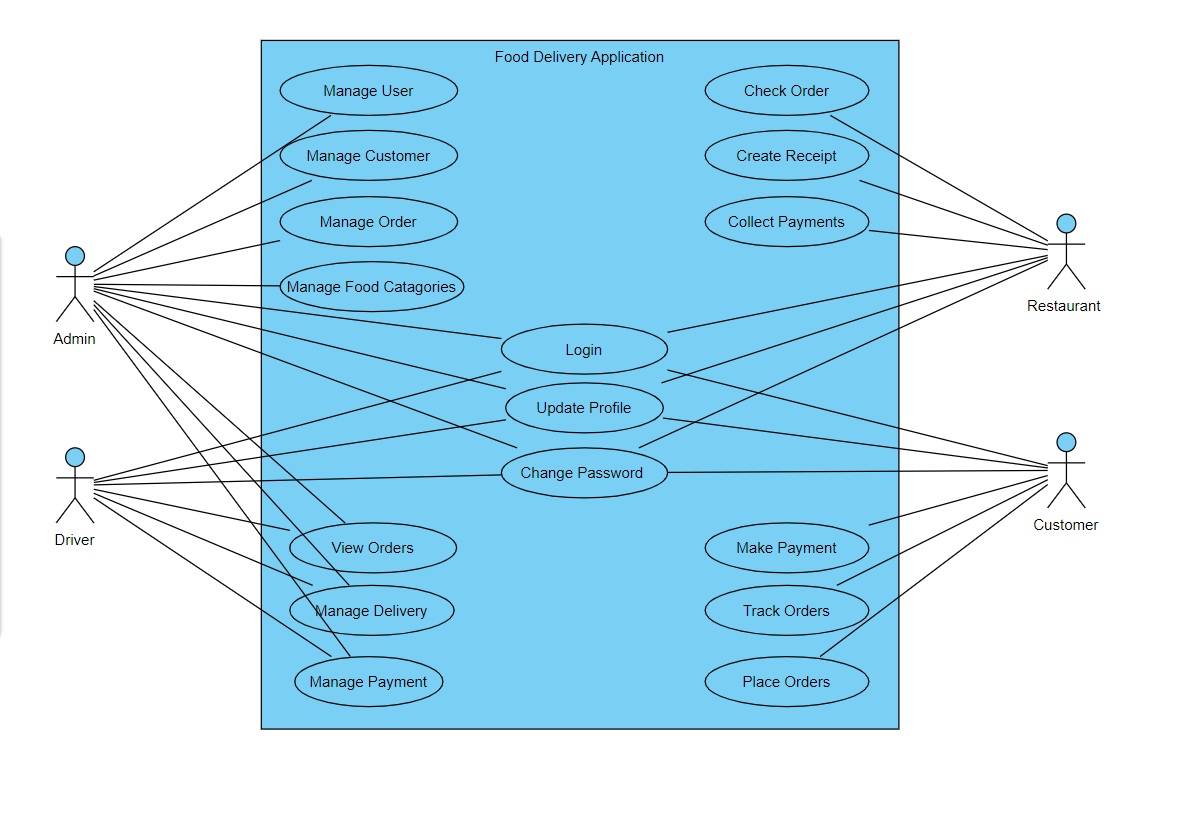 Food Delivery Application
Manage User
Check Order
Manage Customer
Create Receipt
Manage Order
Collect Payments
Manage Food Catagories
Restaurant
Admin
Login
Update Profile
Change Password
Customer
Driver
View Orders
Make Payment
Manage Delivery
Track Orders
Manage Payment
Place Orders